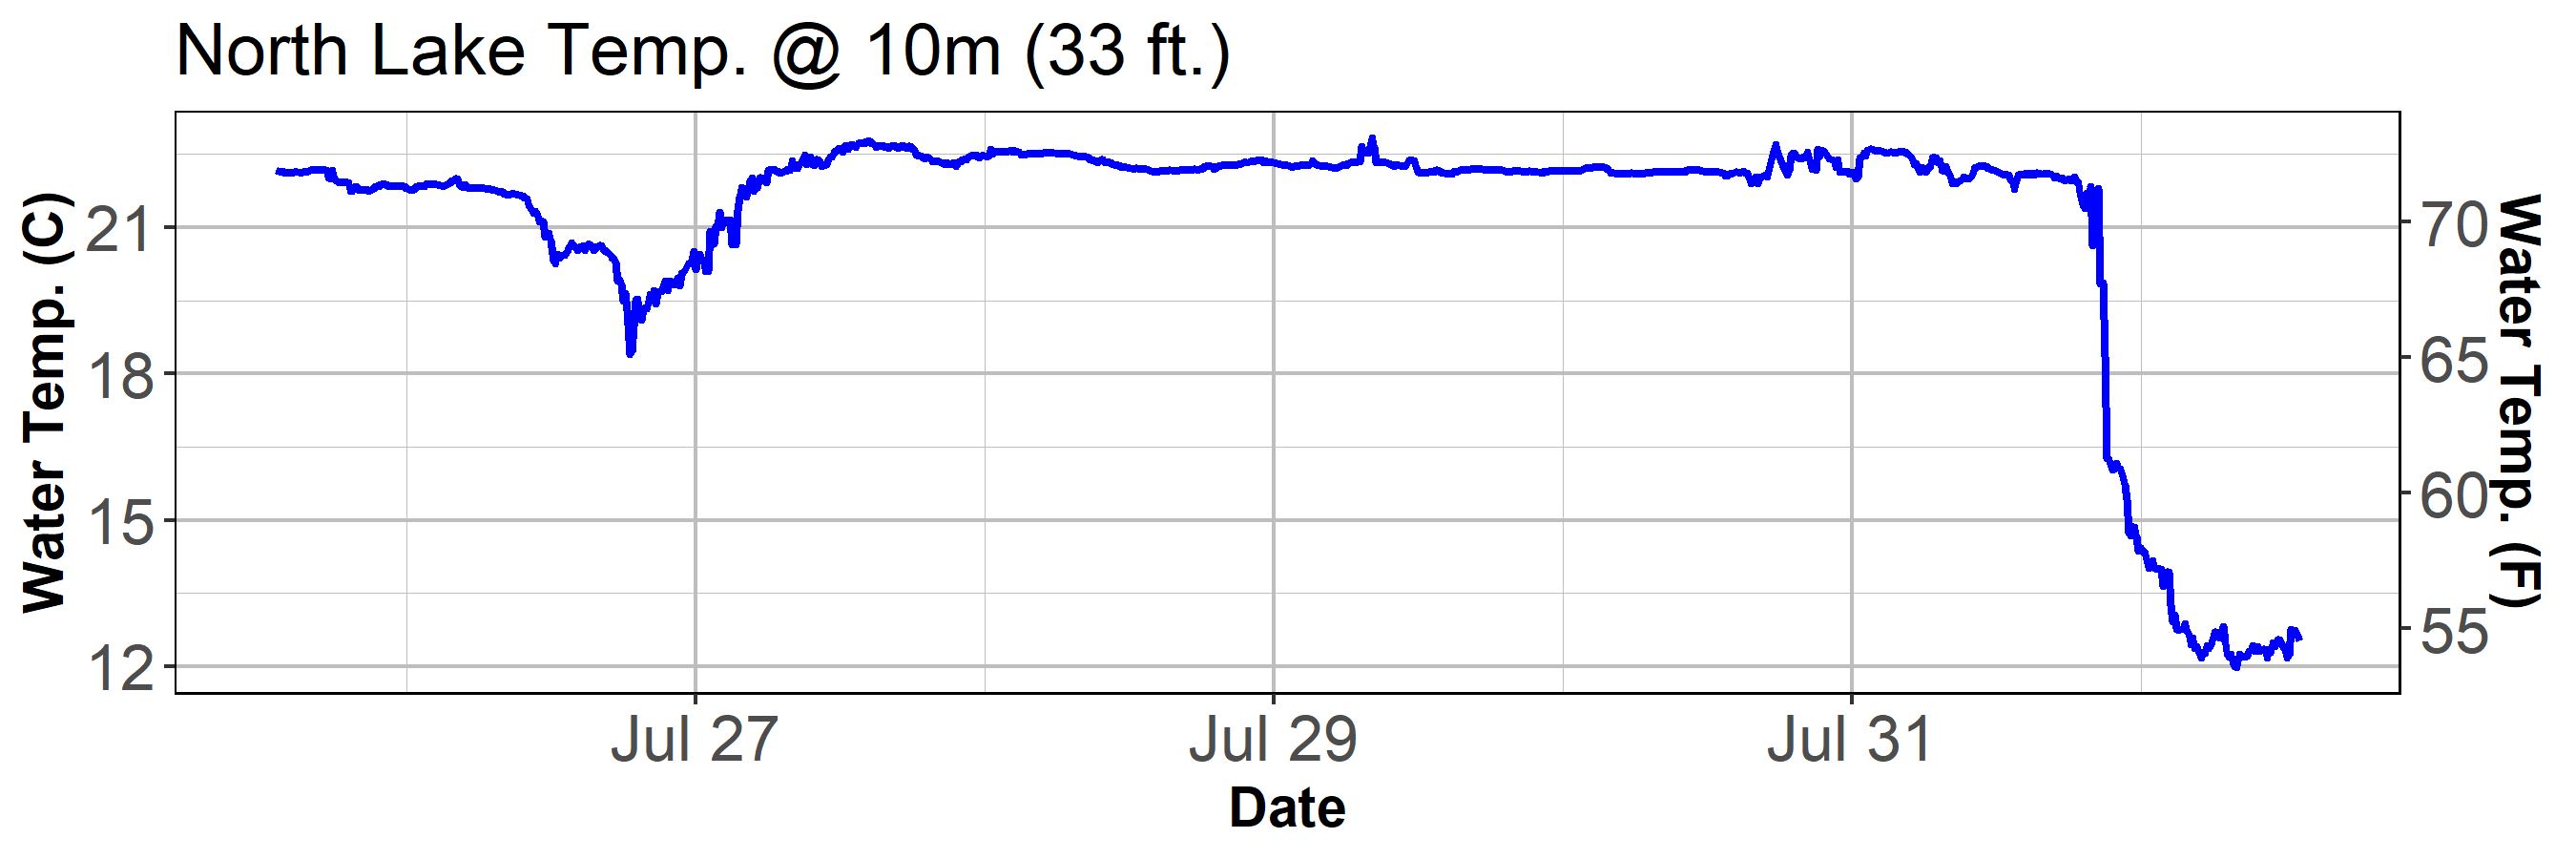 North Lake Temp. @ 10m (33 ft.)
Water Temp. (C)
21
18
15
12
70
65
60
55
Water Temp. (F)
Jul 27
Jul 29
Jul 31
Date